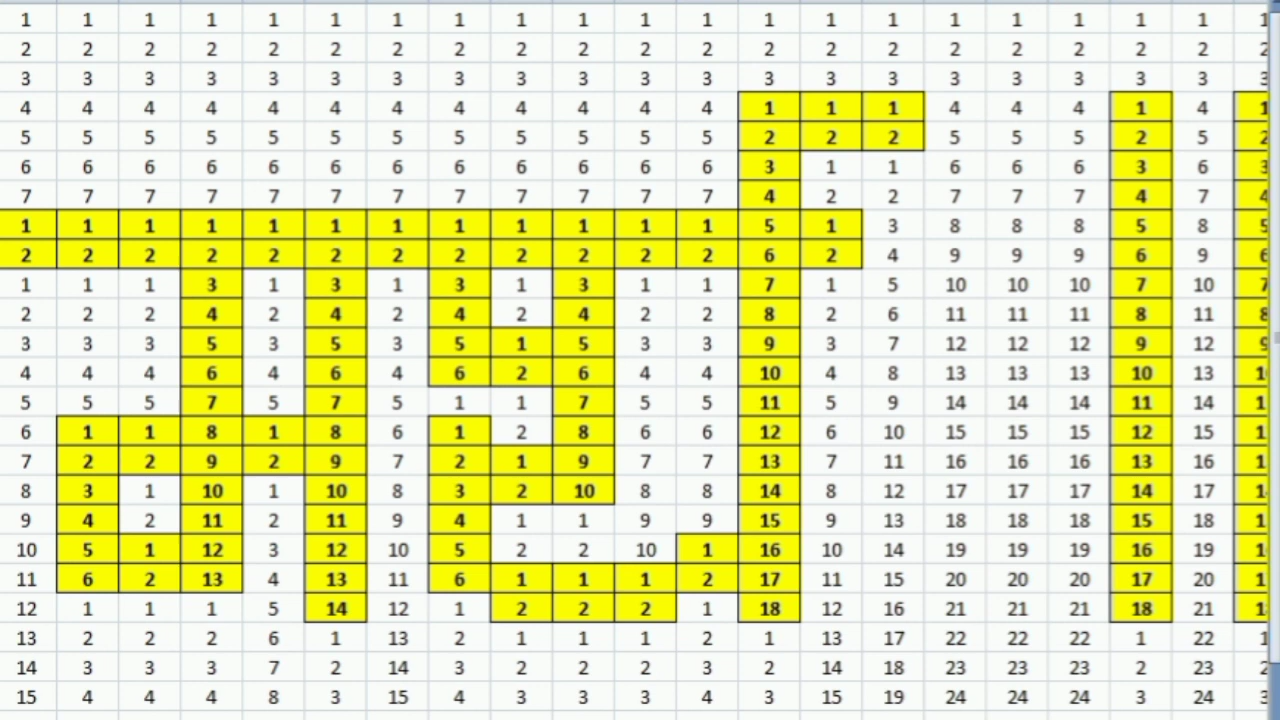 1 1 1 1 1 1 1 1 1 1 1 1 1 1 1 1 1 1 1 1
2 2 2 2 2 2 2 2 2 2 2 2 2 2 2 2 2 2 2 2
3 3 3 3 3 3 3 3 3 3 3 3 3 3 3 3 3 3 3 3
4 4 4 4 4 4 4 4 4 4 4 4 1 1 1 4 4 4 1 4
5 5 5 5 5 5 5 5 5 5 5 5 2 2 2 5 5 5 2 5
6 6 6 6 6 6 6 6 6 6 6 6 3 1 1 6 6 6 3 6
7 7 7 7 7 7 7 7 7 7 7 7 4 2 2 7 7 7 4 7
1 1 1 1 1 1 1 1 1 1 1 1 5 1 3 8 8 8 5 8
2 2 2 2 2 2 2 2 2 2 2 2 6 2 4 9 9 9 6 9
1 1 1 3 1 3 1 3 1 3 1 1 7 1 5 10 10 10 7 10
2 2 2 4 2 4 2 4 2 4 2 2 8 2 6 11 11 11 8 11
3 3 3 5 3 5 3 5 1 5 3 3 9 3 7 12 12 12 9 12
4 4 4 6 4 6 4 6 2 6 4 4 10 4 8 13 13 13 10 13
5 5 5 7 5 7 5 1 1 7 5 5 11 5 9 14 14 14 11 14
6 1 1 8 1 8 6 1 2 8 6 6 12 6 10 15 15 15 12 15
7 2 2 9 2 9 7 2 1 9 7 7 13 7 11 16 16 16 13 16
8 3 1 10 1 10 8 3 2 10 8 8 14 8 12 17 17 17 14 17
9 4 2 11 2 11 9 4 1 1 9 9 15 9 13 18 18 18 15 18
10 5 1 12 3 12 10 5 2 2 10 1 16 10 14 19 19 19 16 19
11 6 2 13 4 13 11 6 1 1 1 2 17 11 15 20 20 20 17 20
12 1 1 1 5 14 12 1 2 2 2 1 18 12 16 21 21 21 18 21
13 2 2 2 6 1 13 2 1 1 1 2 1 13 17 22 22 22 1 22
14 3 3 3 7 2 14 3 2 2 2 3 2 14 18 23 23 23 2 23
15 4 4 4 8 3 15 4 3 3 3 4 3 15 19 24 24 24 3 24